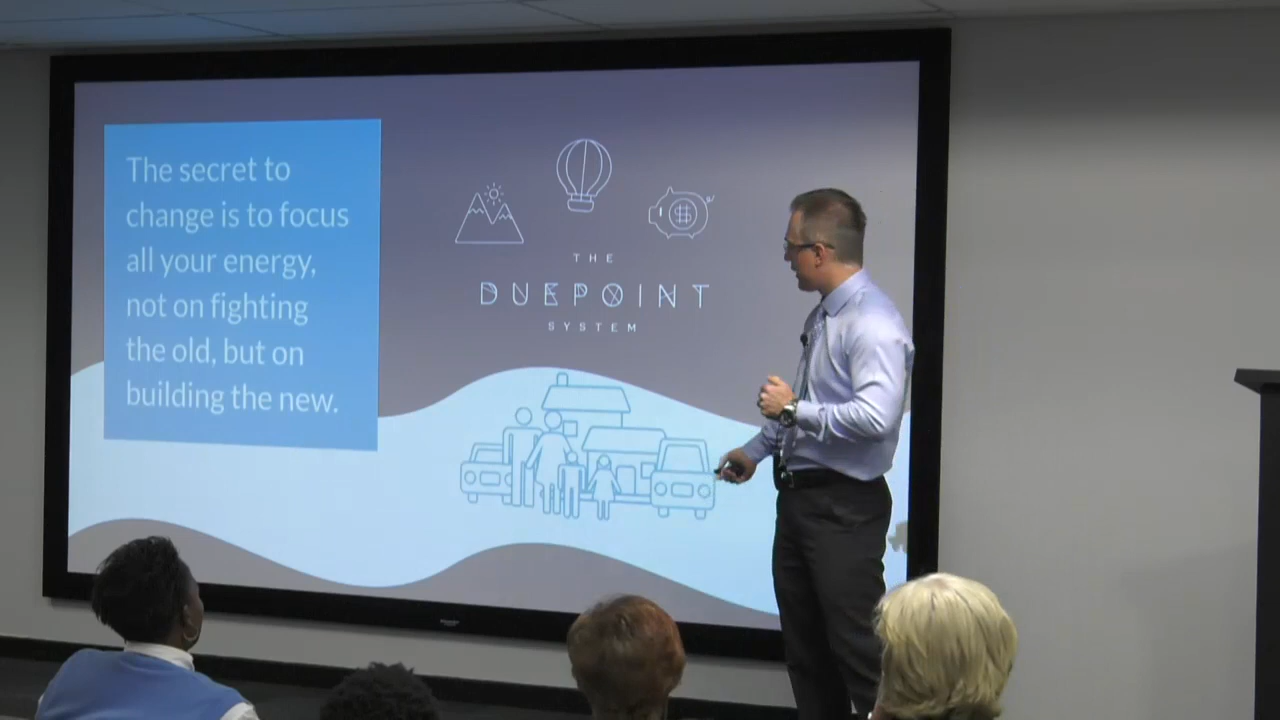 The secret to
change is to focus
all your energy,
not on fighting
the old, but on
building the new.
THE
DUEPOINT
SYSTEM